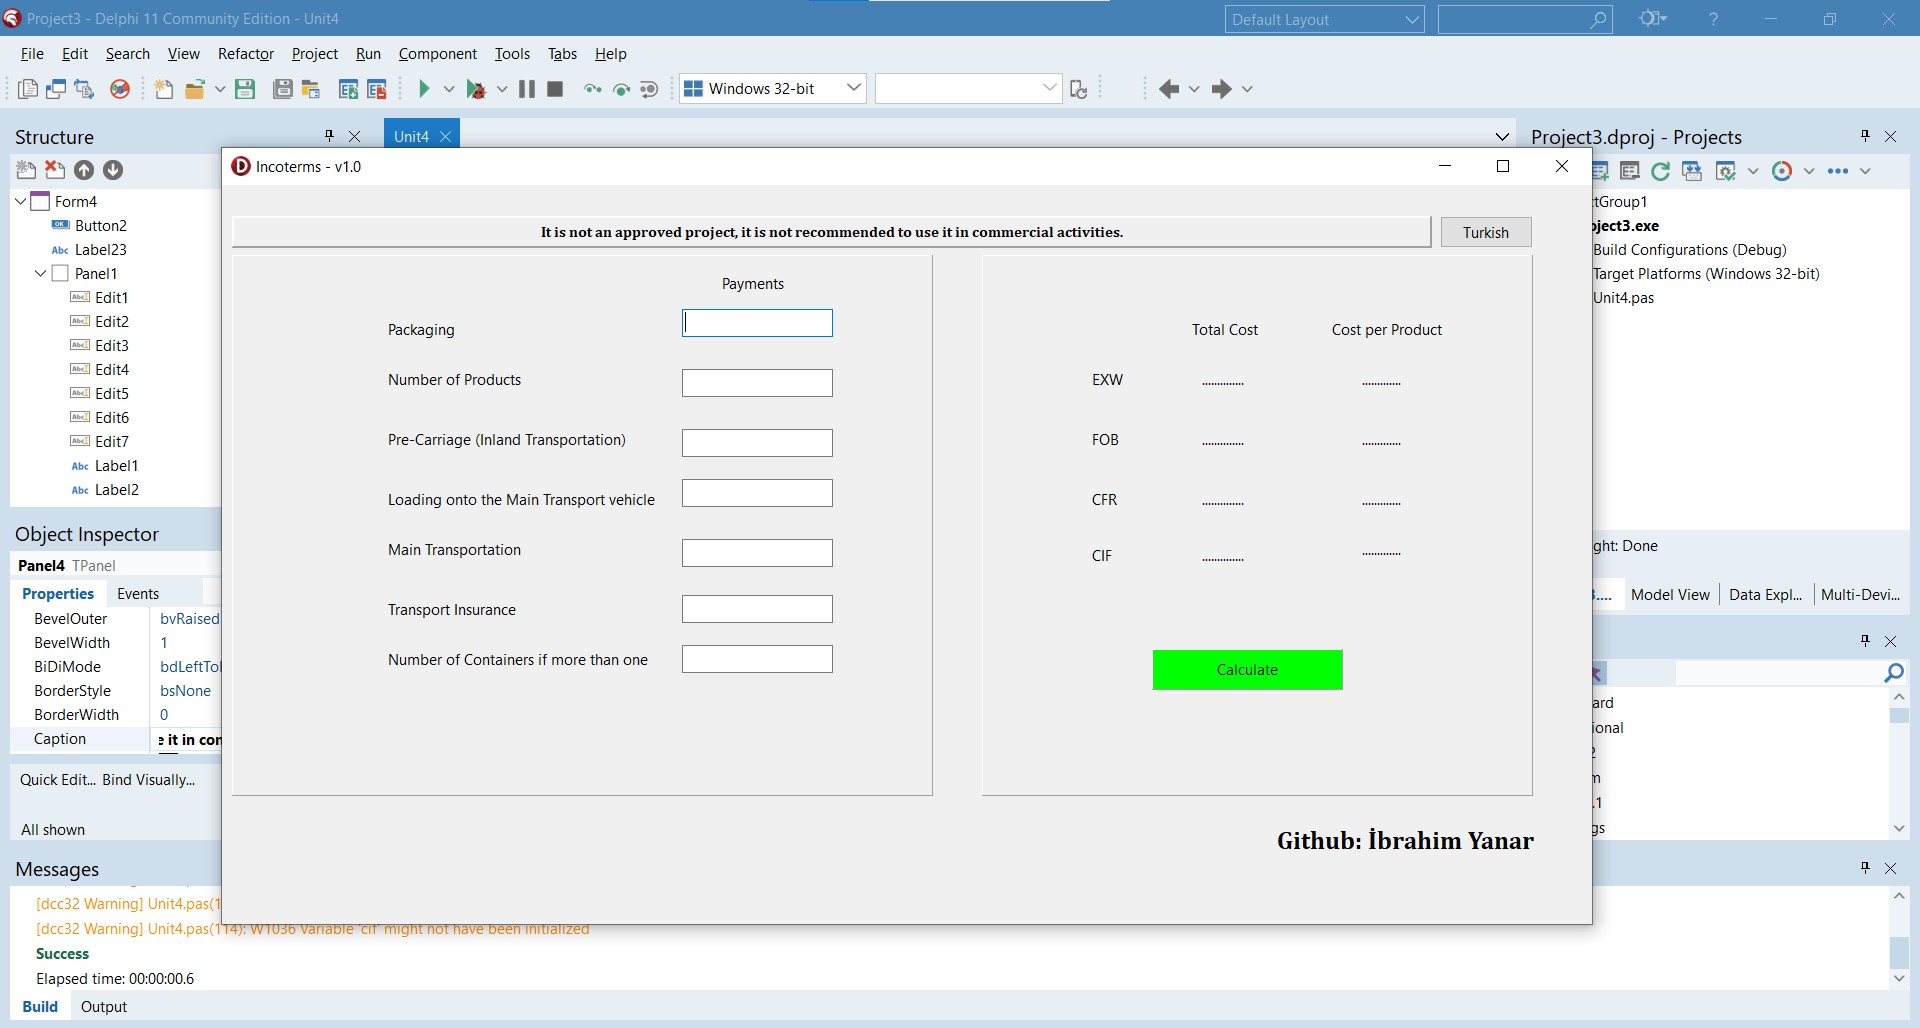 Project3 - Delphi 11 Community Edition - Unit4
Default Layout
?
File Edit Search View Refactor Project Run Component Tools Tabs Help
Windows 32-bit
Structure
Unit4
Project3.dproj - Projects
Form4
Button2
Label23
Panel1
Edit1
Edit2
Edit3
Edit4
Edit5
Edit6
Edit7
Label1
Label2
Incoterms - v1.0
It is not an approved project, it is not recommended to use it in commercial activities.
Turkish
Payments
Packaging
Number of Products
Pre-Carriage (Inland Transportation)
Loading onto the Main Transport vehicle
Main Transportation
Transport Insurance
Number of Containers if more than one
Total Cost Cost per Product
EXW .............. .............
FOB .............. .............
CFR .............. .............
CIF .............. .............
Calculate
Github: İbrahim Yanar
tGroup1
ject3.exe
Build Configurations (Debug)
Target Platforms (Windows 32-bit)
Unit4.pas
ght: Done
3.... Model View Data Expl... Multi-Devi...
ard
ional
2
m
.1
gs
Object Inspector
Panel4 TPanel
Properties Events
BevelOuter bvRaised
BevelWidth 1
BiDiMode bdLeftTo
BorderStyle bsNone
BorderWidth 0
Caption e it in con
Quick Edit... Bind Visually...
All shown
Messages
[dcc32 Warning] Unit4.pas(1
[dcc32 Warning] Unit4.pas(114): W1036 Variable 'cif' might not have been initialized
Success
Elapsed time: 00:00:00.6
Build Output